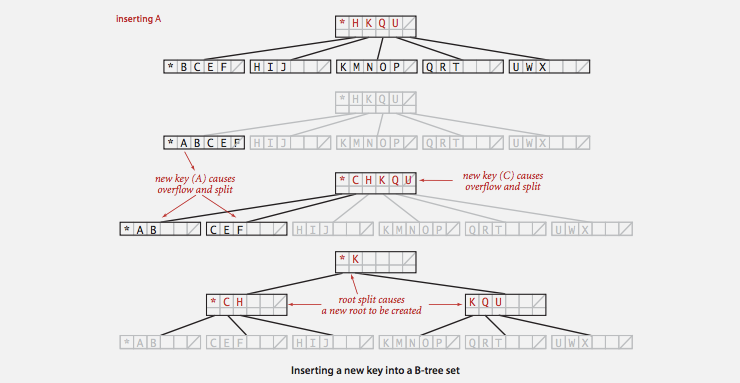 inserting A
* H K Q U
* B C E F H I J K M N O P Q R T U W X
* H K Q U
* A B C E F H I J K M N O P Q R T U W X
new key (A) causes
overflow and split
* C H K Q U
new key (C) causes
overflow and split
* A B C E F H I J K M N O P Q R T U W X
* K
* C H
root split causes
a new root to be created
K Q U
* A B C E F H I J K M N O P Q R T U W X
Inserting a new key into a B-tree set